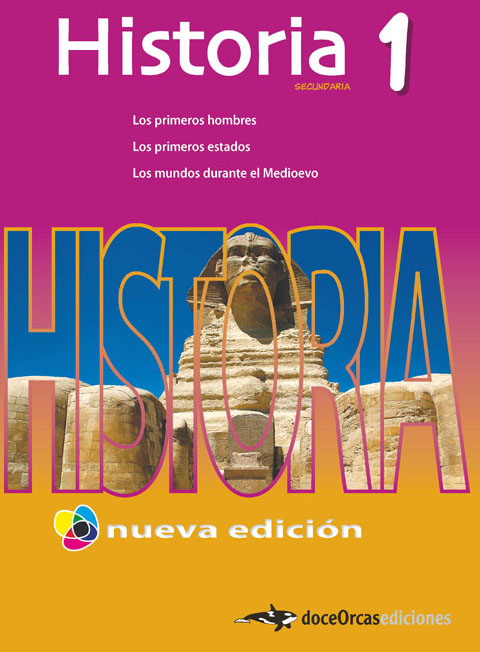 Historia 1
SECUNDARIA
Los primeros hombres
Los primeros estados
Los mundos durante el Medioevo
HISTORIA
nueva edición
doceOrcasediciones